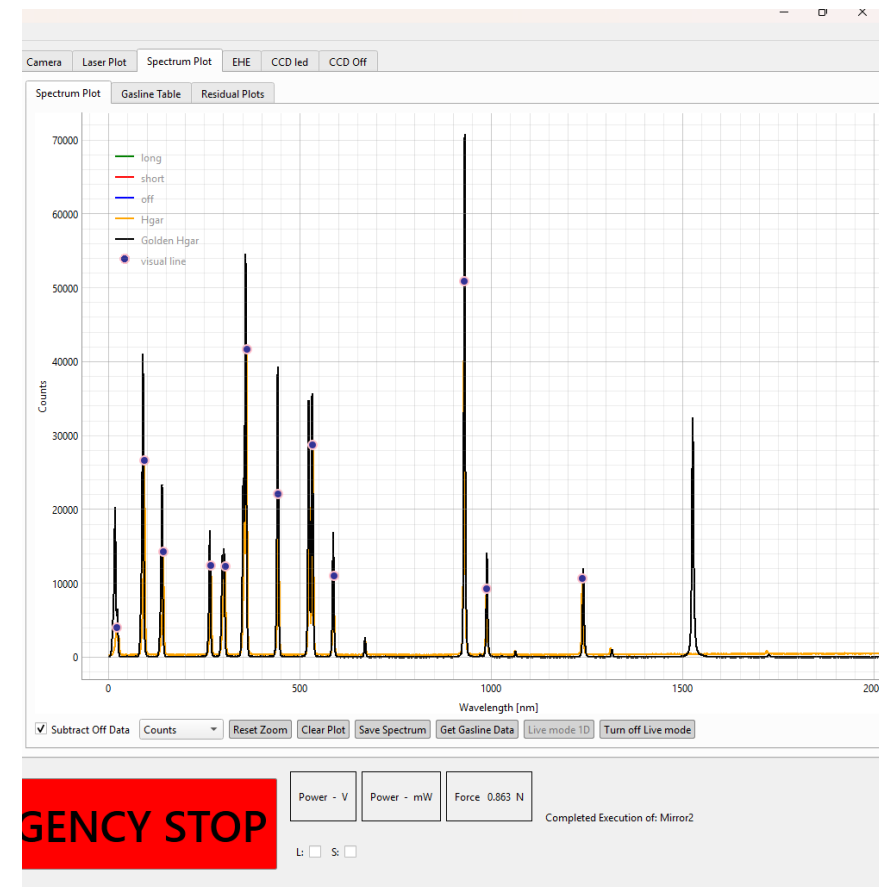 Camera Laser Plot Spectrum Plot EHE CCD led CCD Off
Spectrum Plot Gasline Table Residual Plots
70000
60000
50000
40000
30000
20000
10000
0
Counts
long
short
off
Hgar
Golden Hgar
visual line
0 500 1000 1500 200
Wavelength [nm]
Subtract Off Data Counts Reset Zoom Clear Plot Save Spectrum Get Gasline Data Live mode 1D Turn off Live mode
GENCY STOP
Power - V Power - mW Force 0.863 N
Completed Execution of: Mirror2
L: S: